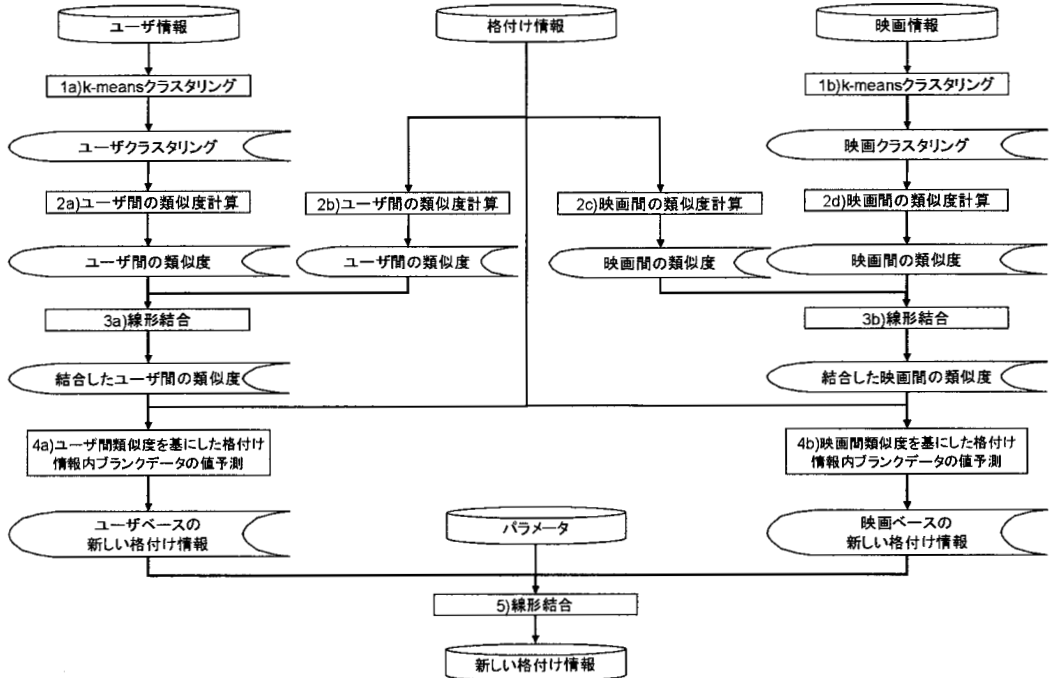 ユーザ情報
格付け情報
映画情報
1a)k-meansクラスタリング
1b)k-meansクラスタリング
ユーザクラスタリング
映画クラスタリング
2a)ユーザ間の類似度計算
2b)ユーザ間の類似度計算
2c)映画間の類似度計算
2d)映画間の類似度計算
ユーザ間の類似度
ユーザ間の類似度
映画間の類似度
映画間の類似度
3a)線形結合
3b)線形結合
結合したユーザ間の類似度
結合した映画間の類似度
4a)ユーザ間類似度を基にした格付け
情報内ブランクデータの値予測
4b)映画間類似度を基にした格付け
情報内ブランクデータの値予測
ユーザベースの
新しい格付け情報
パラメータ
映画ベースの
新しい格付け情報
5)線形結合
新しい格付け情報